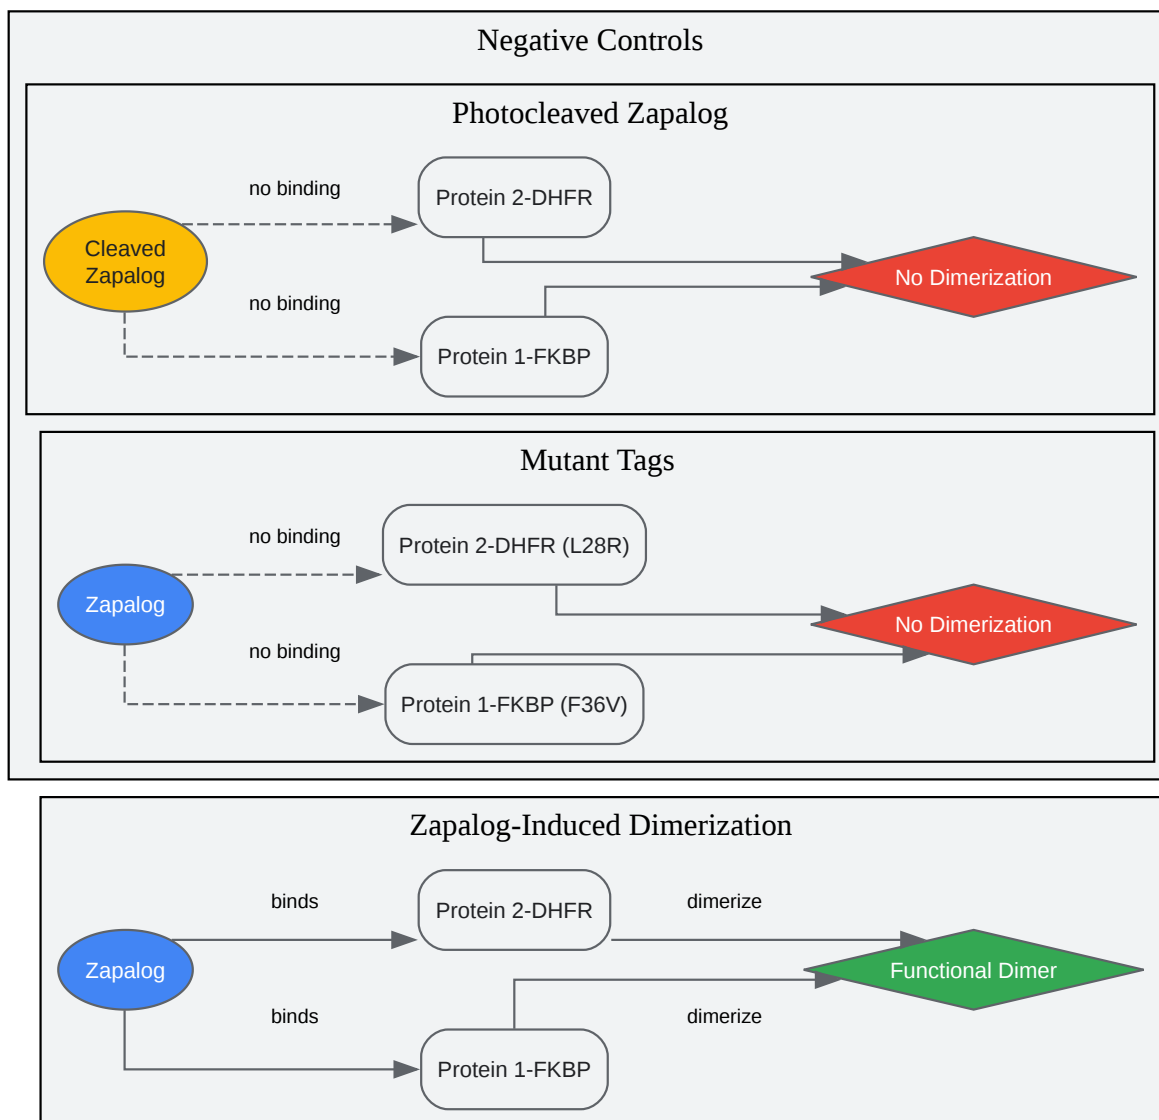 Negative Controls
Photocleaved Zapalog
no binding
Protein 2-DHFR
Cleaved
Zapalog
No Dimerization
no binding
Protein 1-FKBP
Mutant Tags
no binding
Protein 2-DHFR (L28R)
Zapalog
No Dimerization
no binding
Protein 1-FKBP (F36V)
Zapalog-Induced Dimerization
binds
Protein 2-DHFR
dimerize
Zapalog
Functional Dimer
binds
dimerize
Protein 1-FKBP